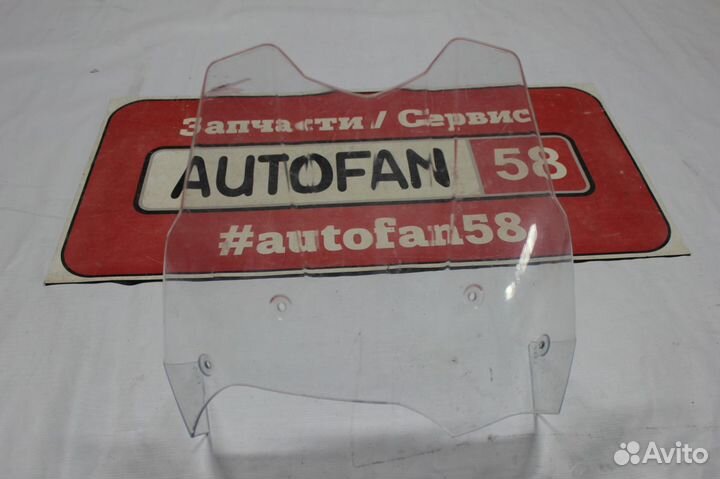 Запчасти / Сервис
AUTOFAN 58
#autofan58
Avito